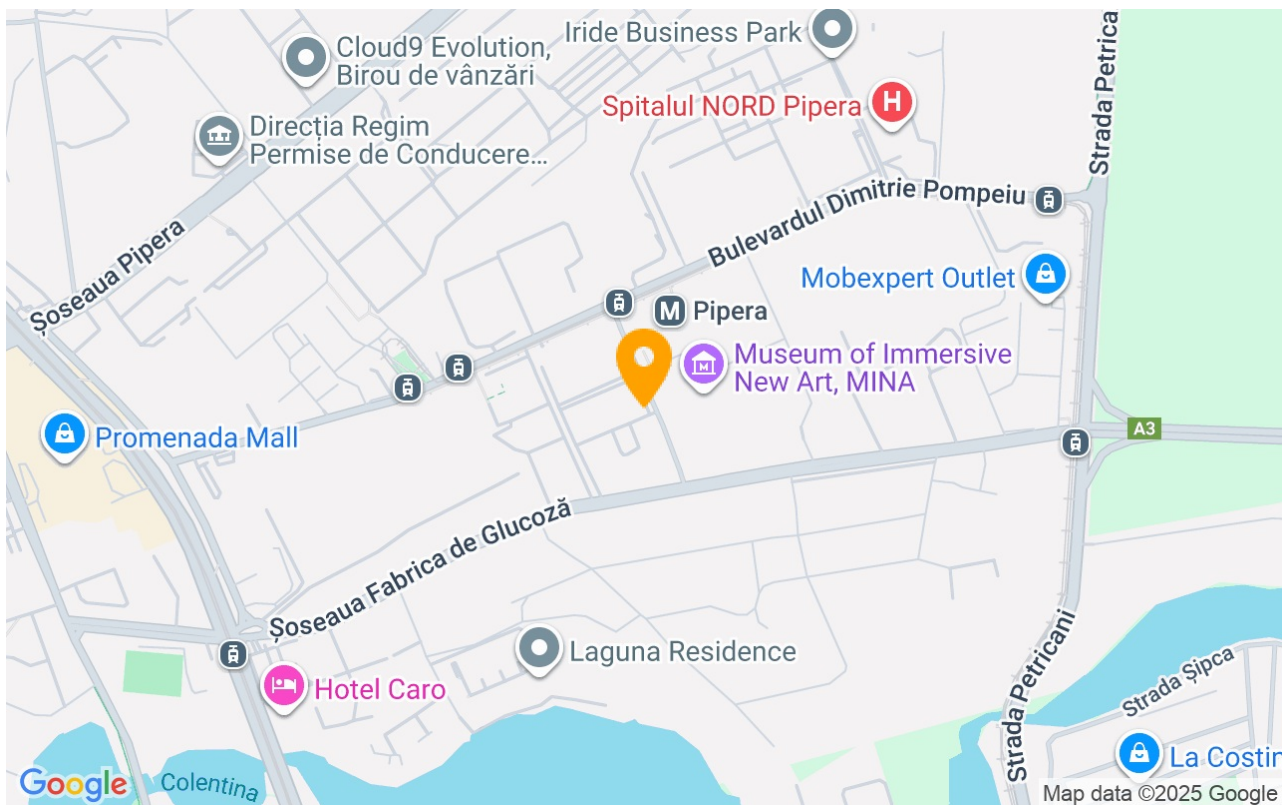 Iride Business Park
Cloud9 Evolution,
Birou de vânzări
Spitalul NORD Pipera
H
Direcția Regim
Permise de Conducere...
Strada Petrica
Bulevardul Dimitrie Pompeiu
Șoseaua Pipera
Mobexpert Outlet
M Pipera
Museum of Immersive
New Art, MINA
M
Promenada Mall
A3
Șoseaua Fabrica de Glucoză
Laguna Residence
Hotel Caro
Strada Petricani
Strada Șipca
La Costin
Google
Colentina
Map data ©2025 Google